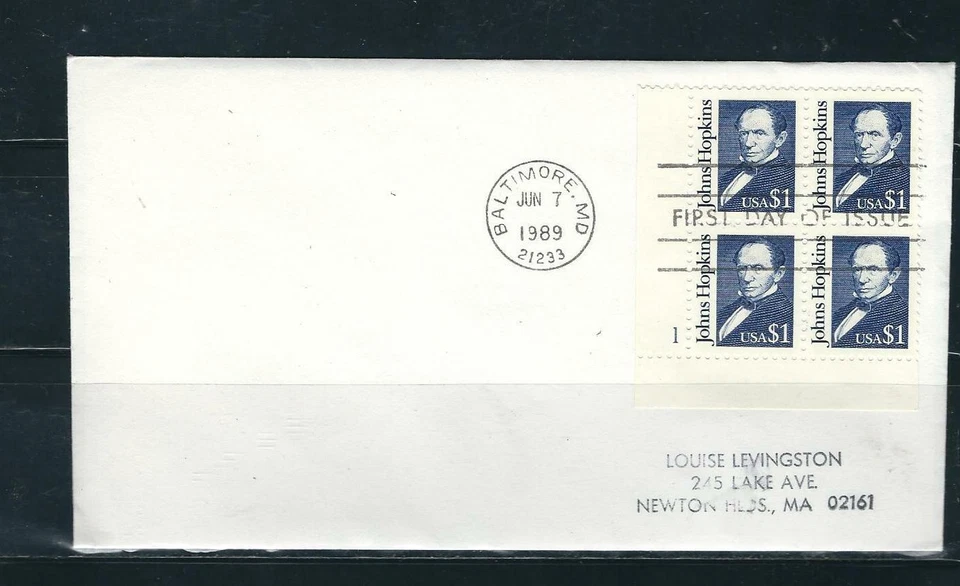 BALTIMORE, MD
JUN 7
1989
21233
Johns Hopkins
USA $1
Johns Hopkins
USA $1
FIRST DAY OF ISSUE
Johns Hopkins
USA $1
Johns Hopkins
USA $1
1
LOUISE LEVINGSTON
245 LAKE AVE.
NEWTON HLDS., MA 02161